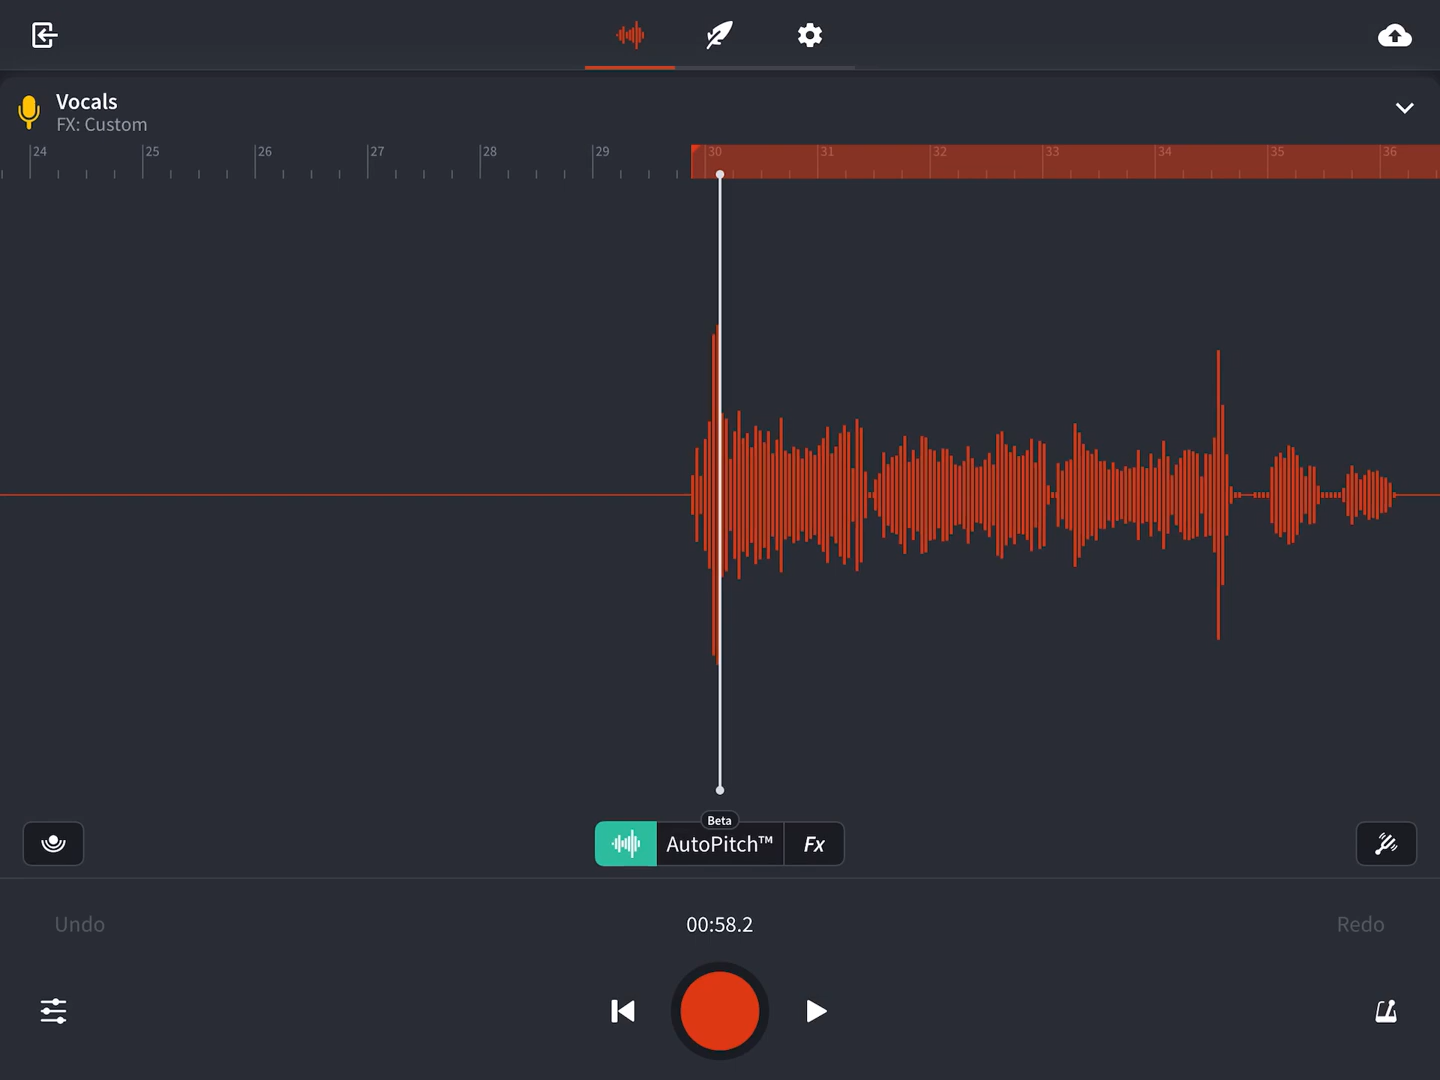 Vocals
FX: Custom
24 25 26 27 28 29 30 31 32 33 34 35 36
Beta
AutoPitch™ Fx
Undo 00:58.2 Redo